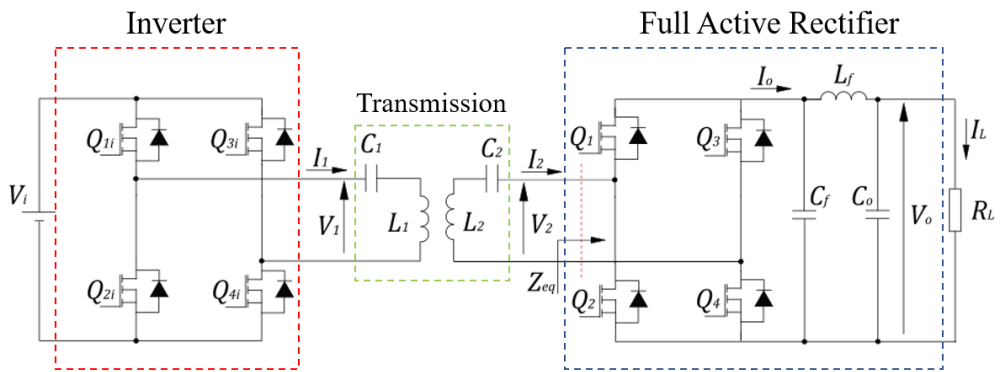 Inverter
Full Active Rectifier
Transmission
Vi
Q1i
Q3i
Q2i
Q4i
I1
V1
C1
L1
L2
C2
I2
V2
Zeq
Q1
Q3
Q2
Q4
Io
Lf
Cf
Co
Vo
IL
RL